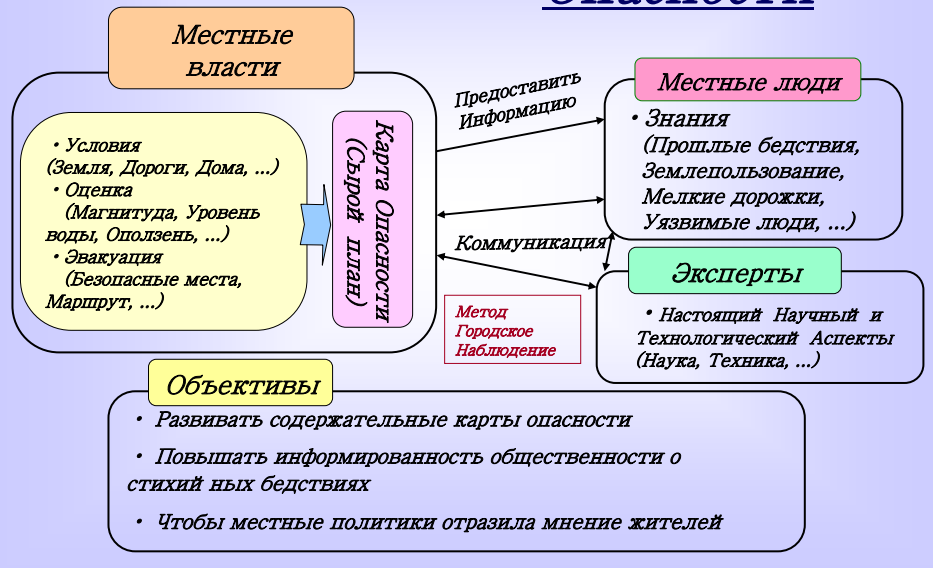 Опасности
Местные
власти
・Условия
(Земля, Дороги, Дома, ...)
・Оценка
(Магнитуда, Уровень
воды, Оползень, ...)
・Эвакуация
(Безопасные места,
Маршрут, ...)
Карта Опасности
(Сырой план)
Предоставить
Информацию
Коммуникация
Метод
Городское
Наблюдение
Местные люди
・Знания
(Прошлые бедствия,
Землепользование,
Мелкие дорожки,
Уязвимые люди, ...)
Эксперты
・Настоящий Научный и
Технологический Аспекты
(Наука, Техника, ...)
Объективы
・ Развивать содержательные карты опасности
・ Повышать информированность общественности о
стихий ных бедствиях
・ Чтобы местные политики отразила мнение жителей